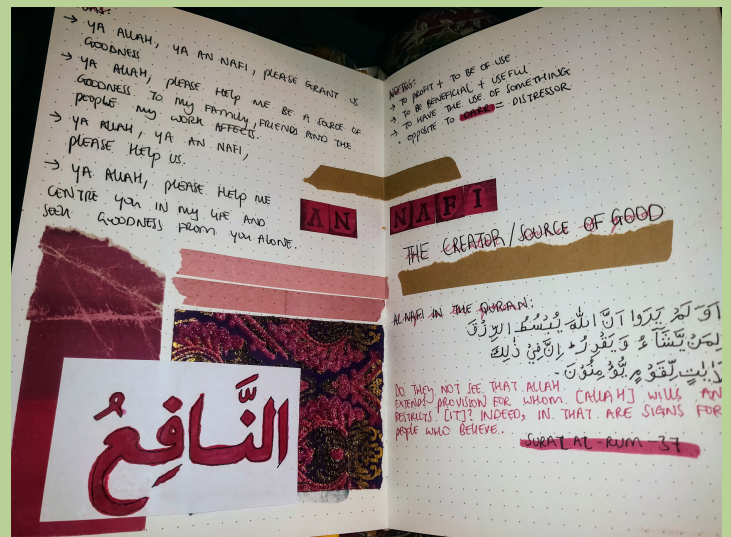 DUAS:
→ YA ALLAH, YA AN NAFI, PLEASE GRANT US
GOODNESS
→ YA ALLAH, PLEASE HELP ME BE A SOURCE OF
GOODNESS TO MY FAMILY, FRIENDS AND THE
PEOPLE MY WORK AFFECTS.
→ YA ALLAH, YA AN NAFI,
PLEASE HELP US.
→ YA ALLAH, PLEASE HELP ME
CENTRE YOU IN MY LIFE AND
SEEK GOODNESS FROM YOU ALONE.
النَّافِعُ
NOTES:
→ TO PROFIT + TO BE OF USE
→ TO BE BENEFICIAL + USEFUL
→ TO HAVE THE USE OF SOMETHING
• OPPOSITE TO DARR = DISTRESSOR
AN NAFI
THE CREATOR/SOURCE OF GOOD
AL NAFI IN THE QURAN:
اَوَ لَمْ يَرَوْا اَنَّ اللّٰهَ يَبْسُطُ الرِّزْقَ
لِمَنْ يَّشَآءُ وَ يَقْدِرُ ؕ اِنَّ فِيْ ذٰلِكَ
لَاٰيٰتٍ لِّقَوْمٍ يُّؤْمِنُوْنَ۔
DO THEY NOT SEE THAT ALLAH
EXTENDS PROVISION FOR WHOM [ALLAH] WILLS AN
RESTRICTS [IT]? INDEED, IN THAT ARE SIGNS FOR
PEOPLE WHO BELIEVE.
SURAT AL-RUM-37